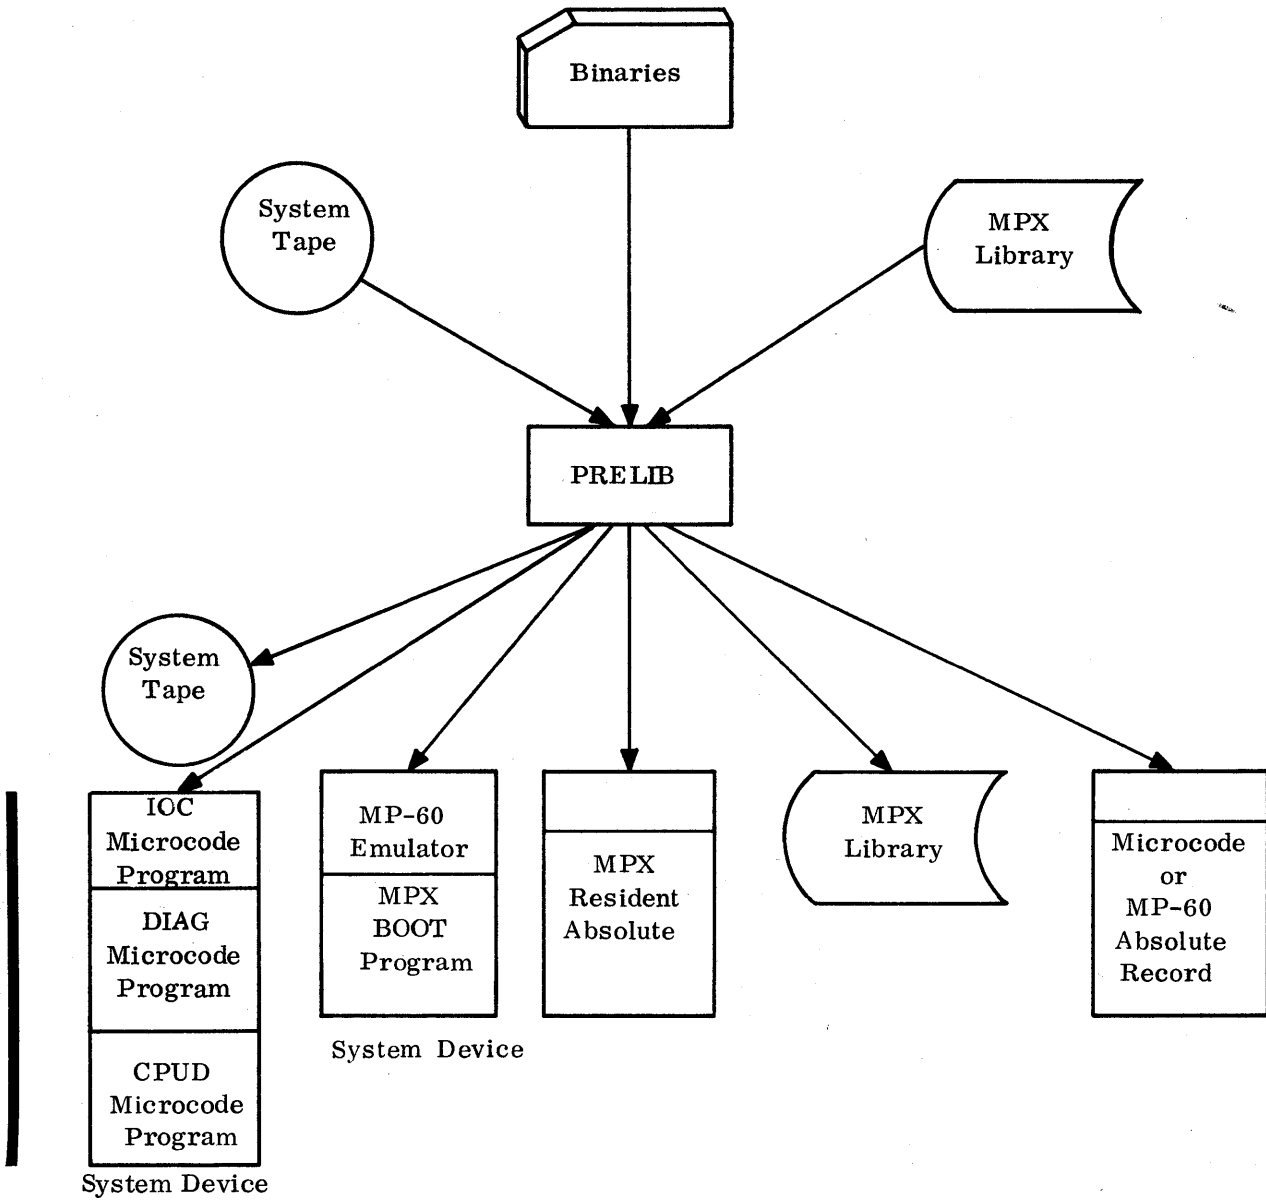 Binaries
System
Tape
MPX
Library
PRELIB
System
Tape
IOC
Microcode
Program
DIAG
Microcode
Program
CPUD
Microcode
Program
System Device
MP-60
Emulator
MPX
BOOT
Program
System Device
MPX
Resident
Absolute
MPX
Library
Microcode
or
MP-60
Absolute
Record